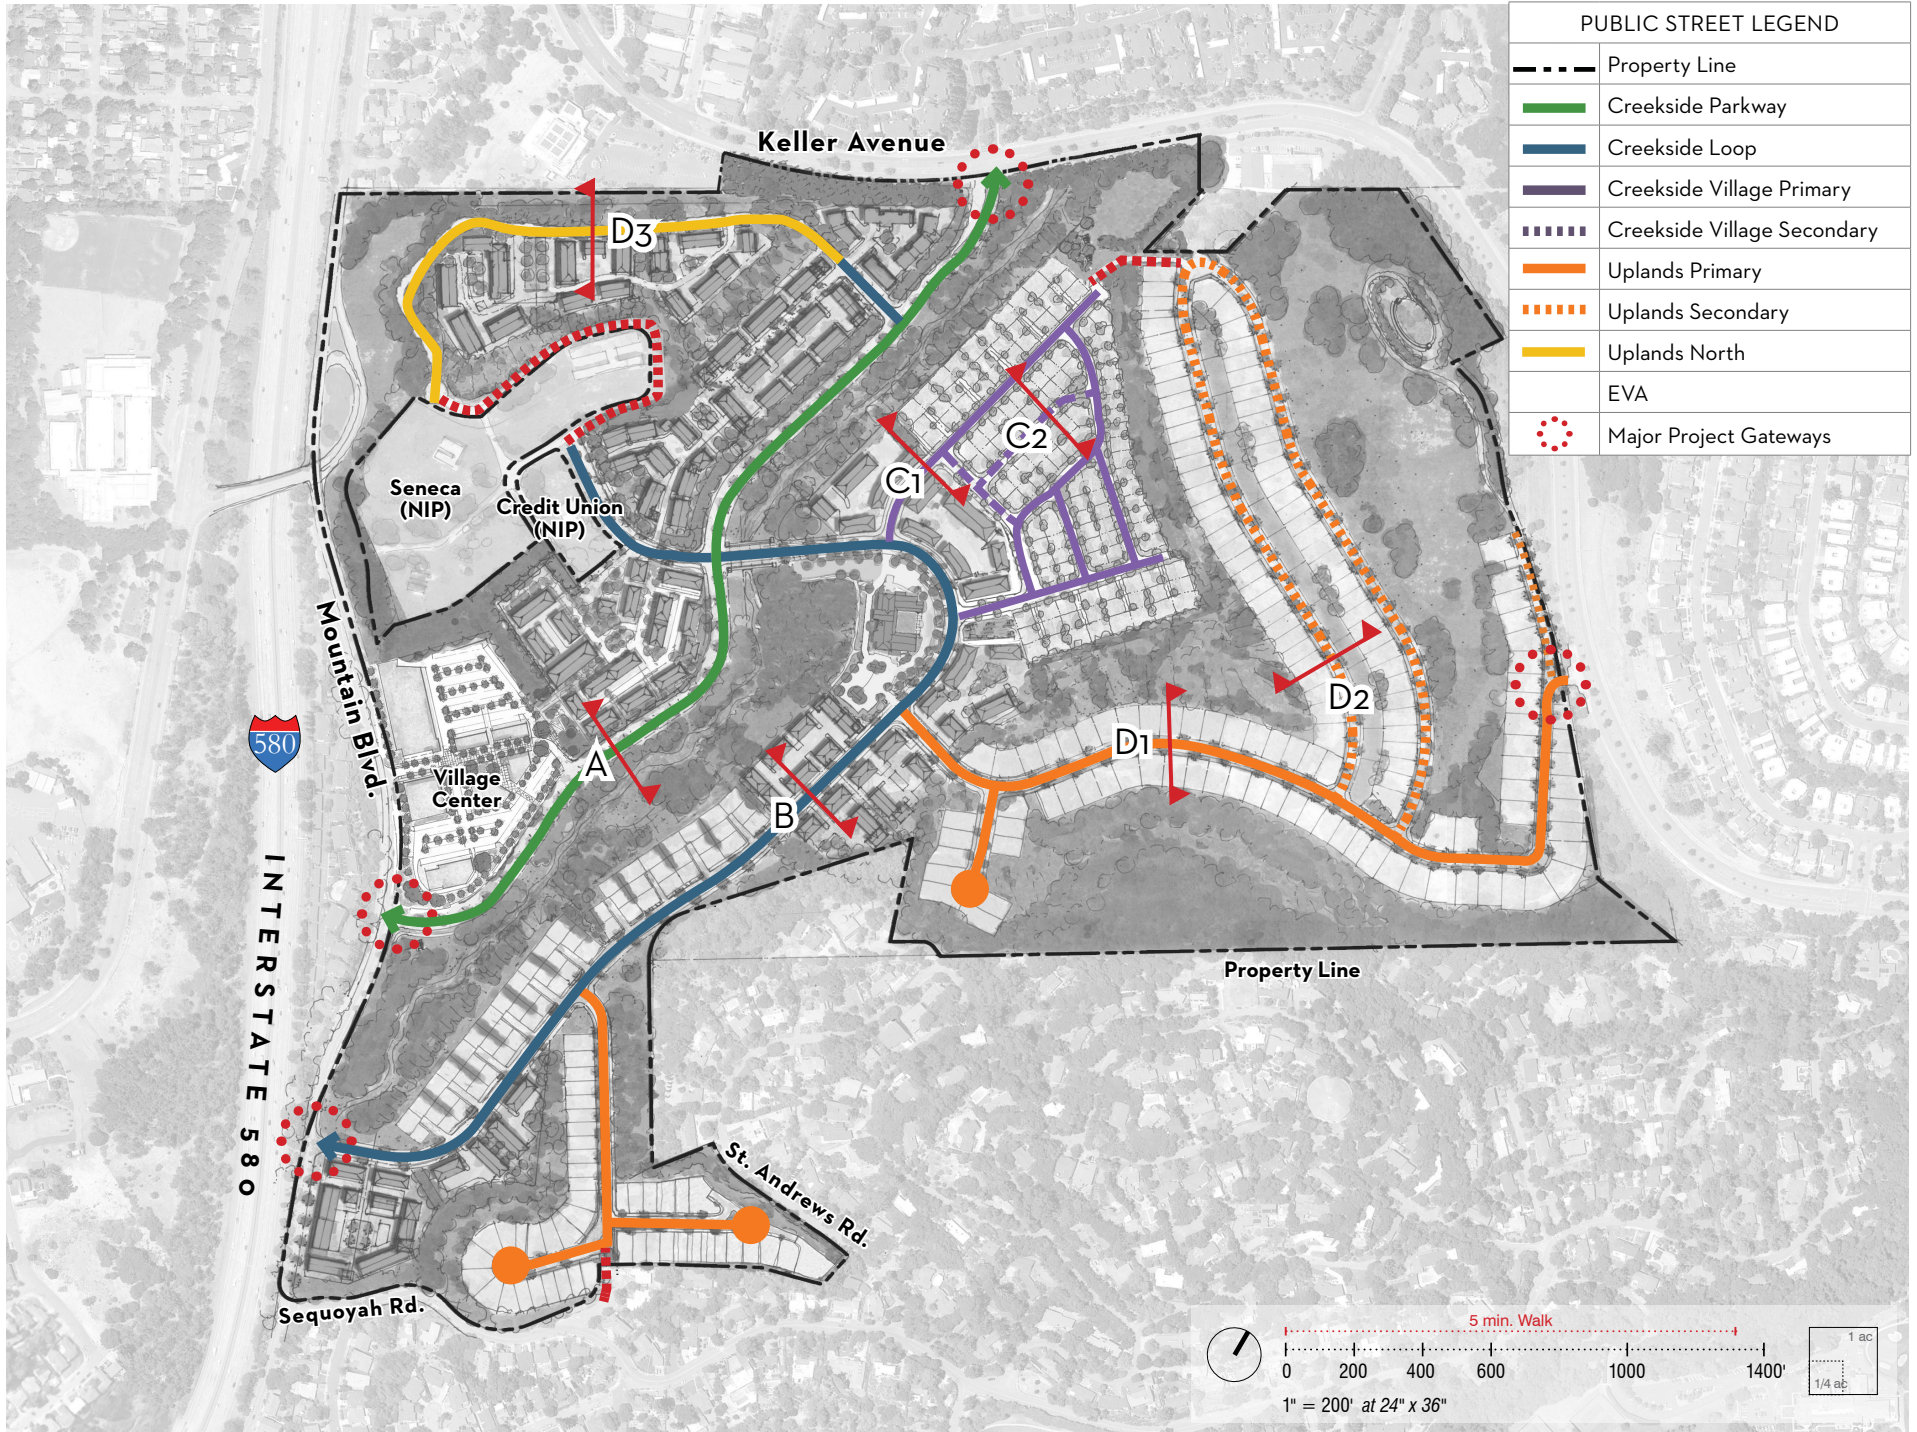 PUBLIC STREET LEGEND
Property Line
Creekside Parkway
Creekside Loop
Creekside Village Primary
Creekside Village Secondary
Uplands Primary
Uplands Secondary
Uplands North
EVA
Major Project Gateways
Keller Avenue
D3
C2
C1
Seneca
(NIP)
Credit Union
(NIP)
Mountain Blvd.
580
D2
D1
A
Village
Center
B
INTERSTATE 580
Property Line
St. Andrews Rd.
Sequoyah Rd.
5 min. Walk
0 200 400 600 1000 1400'
1" = 200' at 24" x 36"
1 ac
1/4 ac